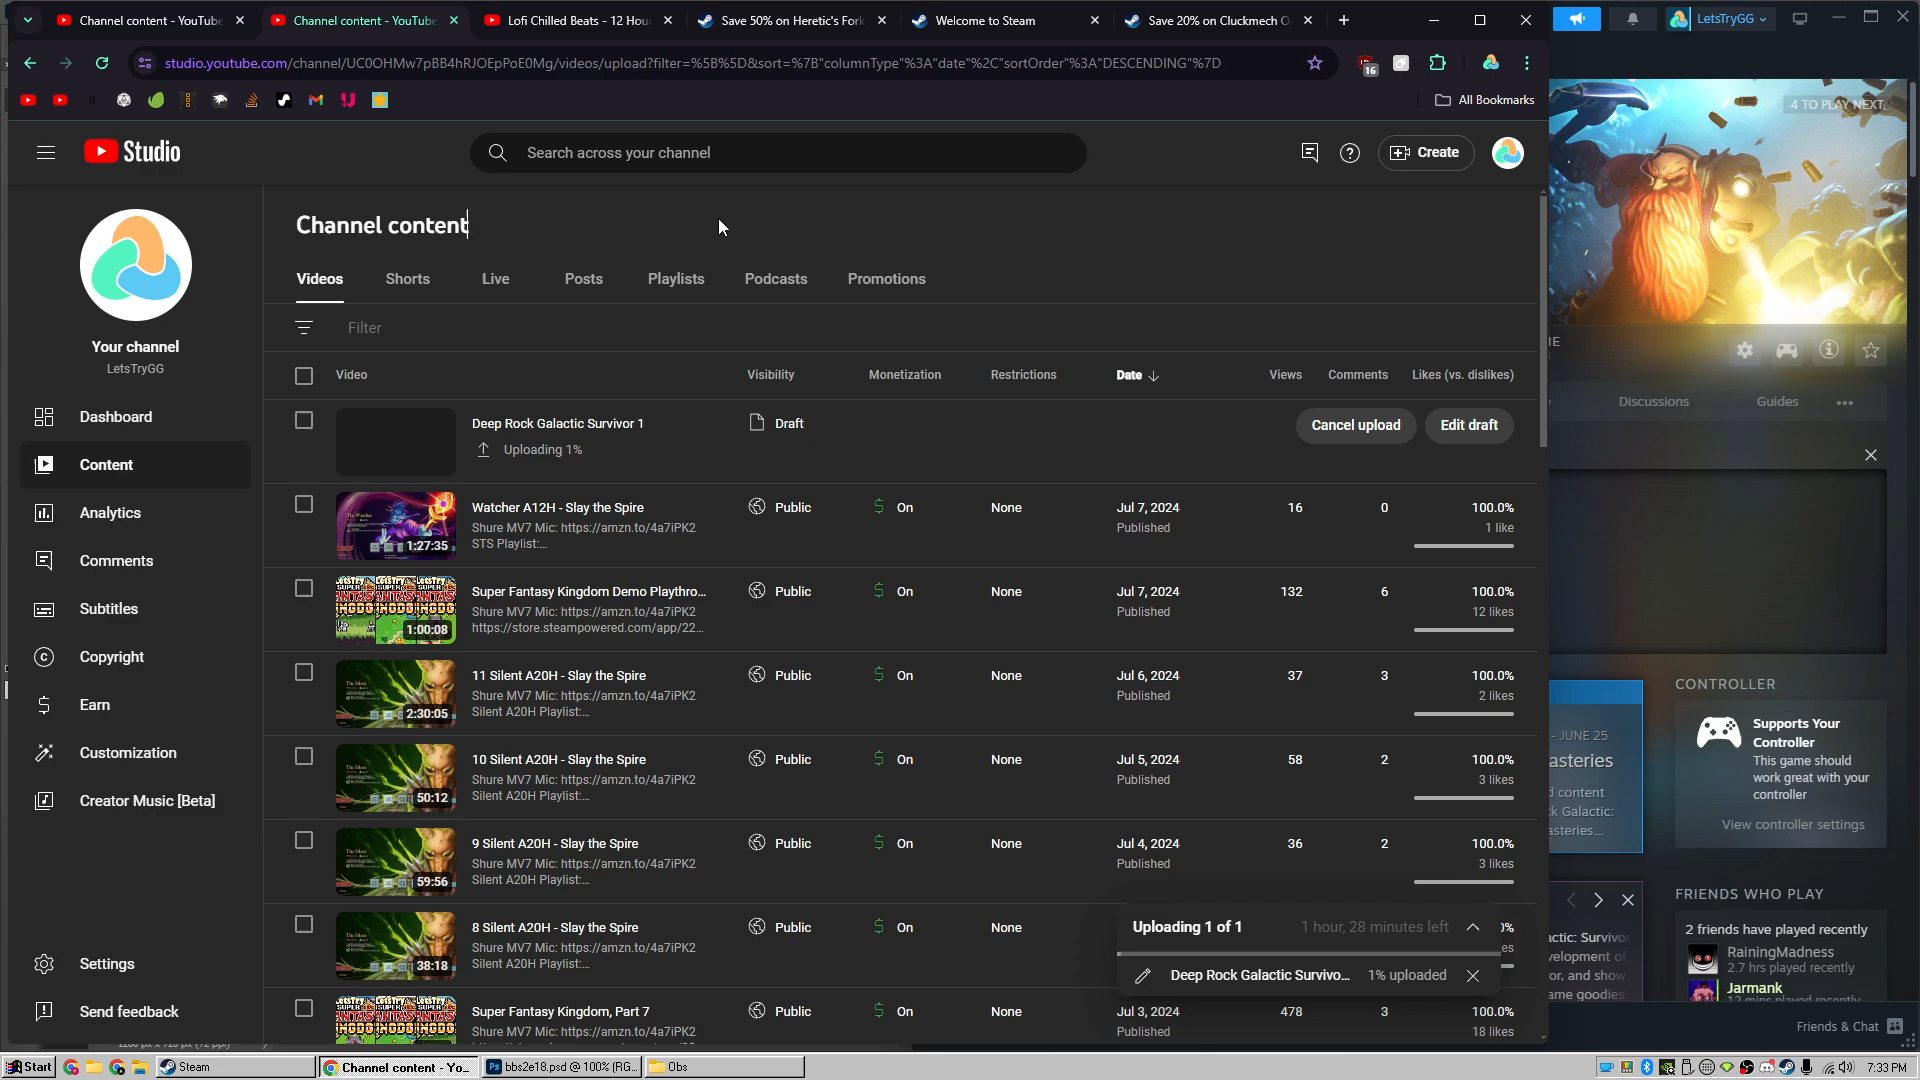 Channel content - YouTube
Channel content - YouTube
Lofi Chilled Beats - 12 Hou
Save 50% on Heretic's Fork
Welcome to Steam
Save 20% on Cluckmech O
LetsTryGG
studio.youtube.com/channel/UC0OHMw7pBB4hRJOEpPoE0Mg/videos/upload?filter=%5B%5D&sort=%7B"columnType"%3A"date"%2C"sortOrder"%3A"DESCENDING"%7D
16
All Bookmarks
4 TO PLAY NEXT
Studio
Search across your channel
Create
Channel content
Videos
Shorts
Live
Posts
Playlists
Podcasts
Promotions
Filter
Your channel
LetsTryGG
Dashboard
Content
Analytics
Comments
Subtitles
Copyright
Earn
Customization
Creator Music [Beta]
Settings
Send feedback
Video
Visibility
Monetization
Restrictions
Date
Views
Comments
Likes (vs. dislikes)
Deep Rock Galactic Survivor 1
Uploading 1%
Draft
Cancel upload
Edit draft
Watcher A12H - Slay the Spire
Shure MV7 Mic: https://amzn.to/4a7iPK2
STS Playlist:...
1:27:35
Public
On
None
Jul 7, 2024
Published
16
0
100.0%
1 like
Super Fantasy Kingdom Demo Playthro...
Shure MV7 Mic: https://amzn.to/4a7iPK2
https://store.steampowered.com/app/22...
1:00:08
Public
On
None
Jul 7, 2024
Published
132
6
100.0%
12 likes
11 Silent A20H - Slay the Spire
Shure MV7 Mic: https://amzn.to/4a7iPK2
Silent A20H Playlist:...
2:30:05
Public
On
None
Jul 6, 2024
Published
37
3
100.0%
2 likes
10 Silent A20H - Slay the Spire
Shure MV7 Mic: https://amzn.to/4a7iPK2
Silent A20H Playlist:...
50:12
Public
On
None
Jul 5, 2024
Published
58
2
100.0%
3 likes
9 Silent A20H - Slay the Spire
Shure MV7 Mic: https://amzn.to/4a7iPK2
Silent A20H Playlist:...
59:56
Public
On
None
Jul 4, 2024
Published
36
2
100.0%
3 likes
8 Silent A20H - Slay the Spire
Shure MV7 Mic: https://amzn.to/4a7iPK2
Silent A20H Playlist:...
38:18
Public
On
None
Super Fantasy Kingdom, Part 7
Shure MV7 Mic: https://amzn.to/4a7iPK2
Public
On
None
Jul 3, 2024
Published
478
3
100.0%
18 likes
Uploading 1 of 1
1 hour, 28 minutes left
Deep Rock Galactic Survivo...
1% uploaded
Discussions
Guides
CONTROLLER
Supports Your
Controller
This game should
work great with your
controller
View controller settings
- JUNE 25
asteries
d content
k Galactic:
asteries...
FRIENDS WHO PLAY
2 friends have played recently
RainingMadness
2.7 hrs played recently
Jarmank
12 mins played recently
actic: Survivor
velopment of
or, and show
ame goodies
Friends & Chat
Start
Steam
Channel content - Yo...
bbs2e18.psd @ 100% (RG...
Obs
7:33 PM